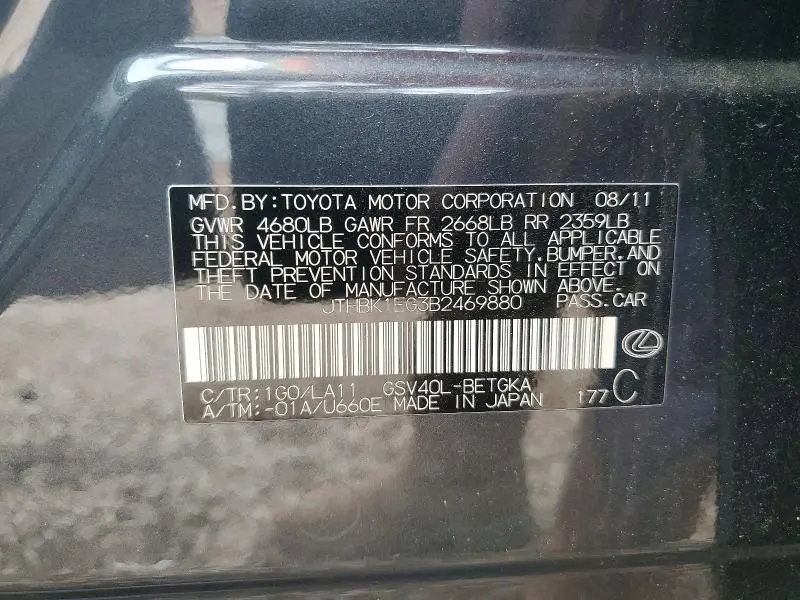 MFD.BY:TOYOTA MOTOR CORPORATION 08/11
GVWR 4680LB GAWR FR 2668LB RR 2359LB
THIS VEHICLE CONFORMS TO ALL APPLICABLE
FEDERAL MOTOR VEHICLE SAFETY,BUMPER,AND
THEFT PREVENTION STANDARDS IN EFFECT ON
THE DATE OF MANUFACTURE SHOWN ABOVE.
JTHBK1EG3B2469880 PASS.CAR
C/TR:1G0/LA11 GSV40L-BETGKA
A/TM:-01A/U660E MADE IN JAPAN 177 C